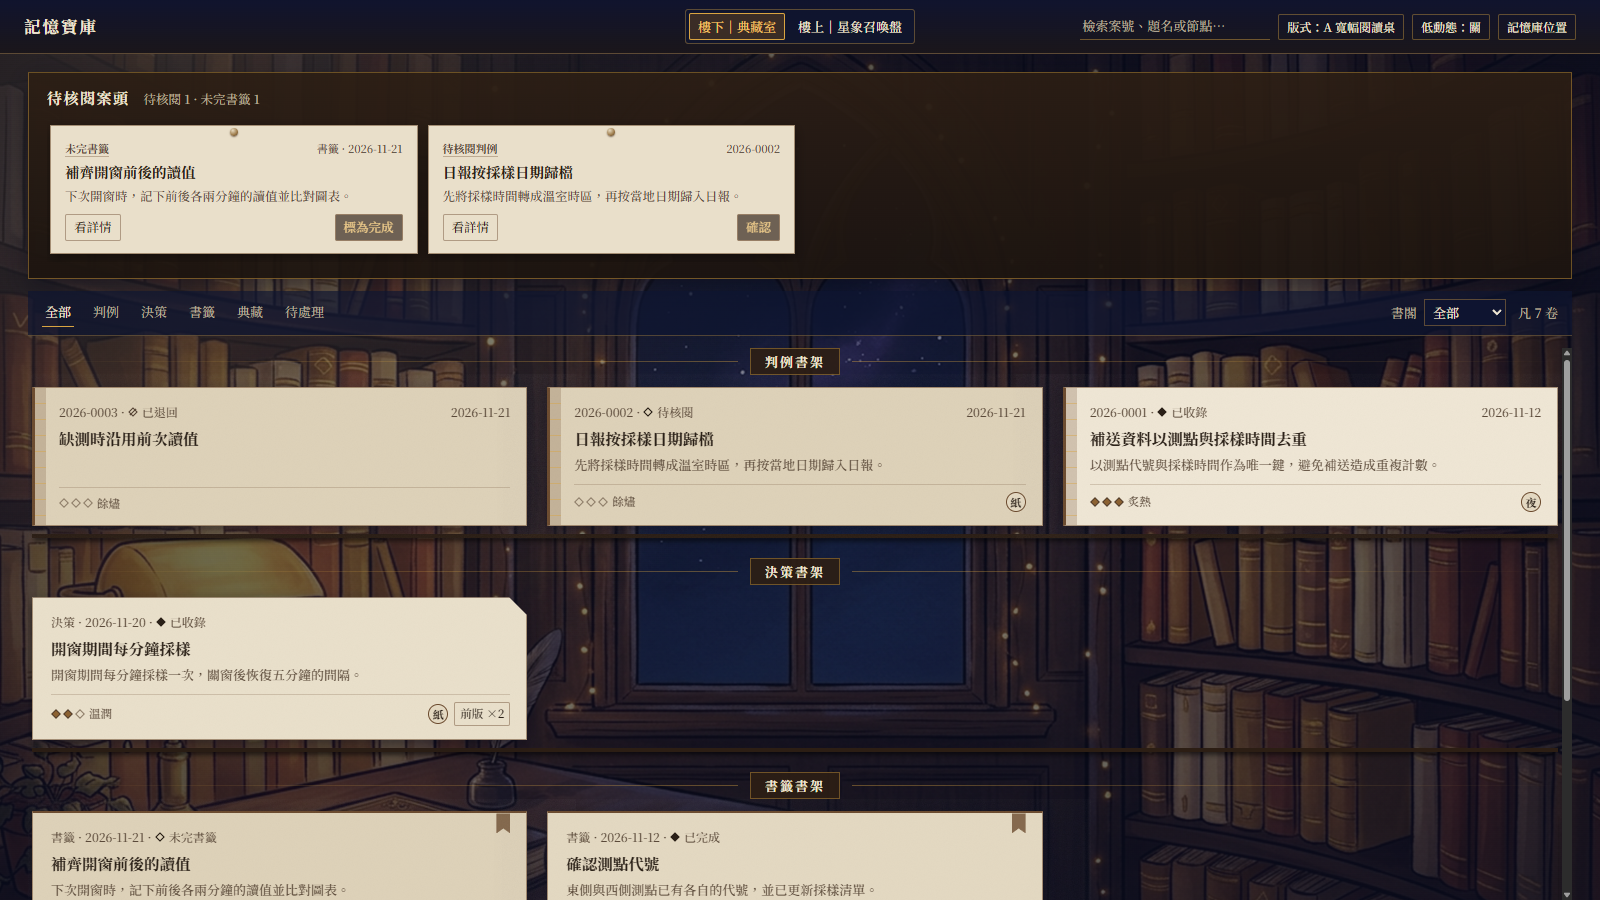 記憶寶庫
樓下｜典藏室
樓上｜星象召喚盤
檢索案號、題名或節點…
版式：A 寬幅閱讀桌
低動態：關
記憶庫位置
待核閱案頭
待核閱 1 · 未完書籤 1
未完書籤
書籤 · 2026-11-21
補齊開窗前後的讀值
下次開窗時，記下前後各兩分鐘的讀值並比對圖表。
看詳情
標為完成
待核閱判例
2026-0002
日報按採樣日期歸檔
先將採樣時間轉成溫室時區，再按當地日期歸入日報。
看詳情
確認
全部
判例
決策
書籤
典藏
待處理
書閣
全部
凡 7 卷
判例書架
2026-0003 · 已退回
2026-11-21
缺測時沿用前次讀值
餘燼
2026-0002 · 待核閱
2026-11-21
日報按採樣日期歸檔
先將採樣時間轉成溫室時區，再按當地日期歸入日報。
餘燼
紙
2026-0001 · 已收錄
2026-11-12
補送資料以測點與採樣時間去重
以測點代號與採樣時間作為唯一鍵，避免補送造成重複計數。
炙熱
夜
決策書架
決策 · 2026-11-20 · 已收錄
開窗期間每分鐘採樣
開窗期間每分鐘採樣一次，關窗後恢復五分鐘的間隔。
溫潤
紙
前版 ×2
書籤書架
書籤 · 2026-11-21 · 未完書籤
補齊開窗前後的讀值
下次開窗時，記下前後各兩分鐘的讀值並比對圖表。
書籤 · 2026-11-12 · 已完成
確認測點代號
東側與西側測點已有各自的代號，並已更新採樣清單。